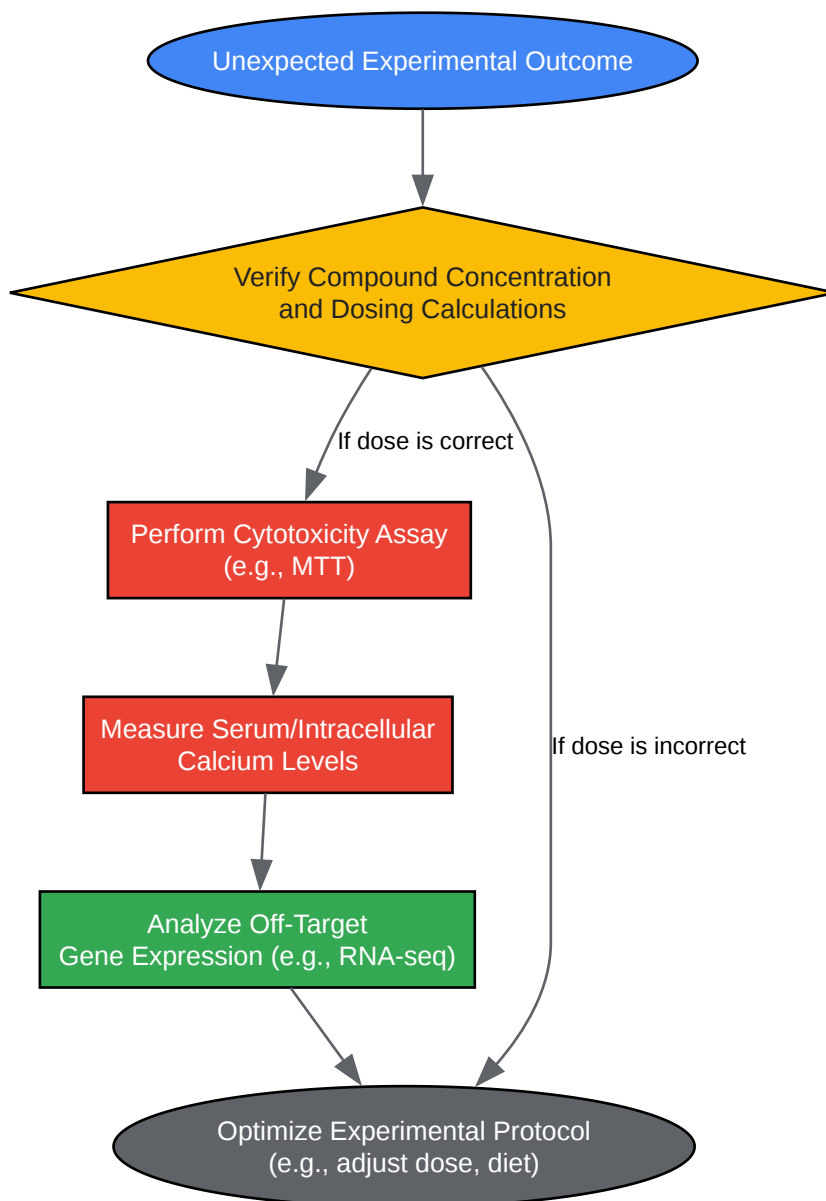 Unexpected Experimental Outcome
Verify Compound Concentration
and Dosing Calculations
If dose is correct
Perform Cytotoxicity Assay
(e.g., MTT)
Measure Serum/Intracellular
Calcium Levels
If dose is incorrect
Analyze Off-Target
Gene Expression (e.g., RNA-seq)
Optimize Experimental Protocol
(e.g., adjust dose, diet)